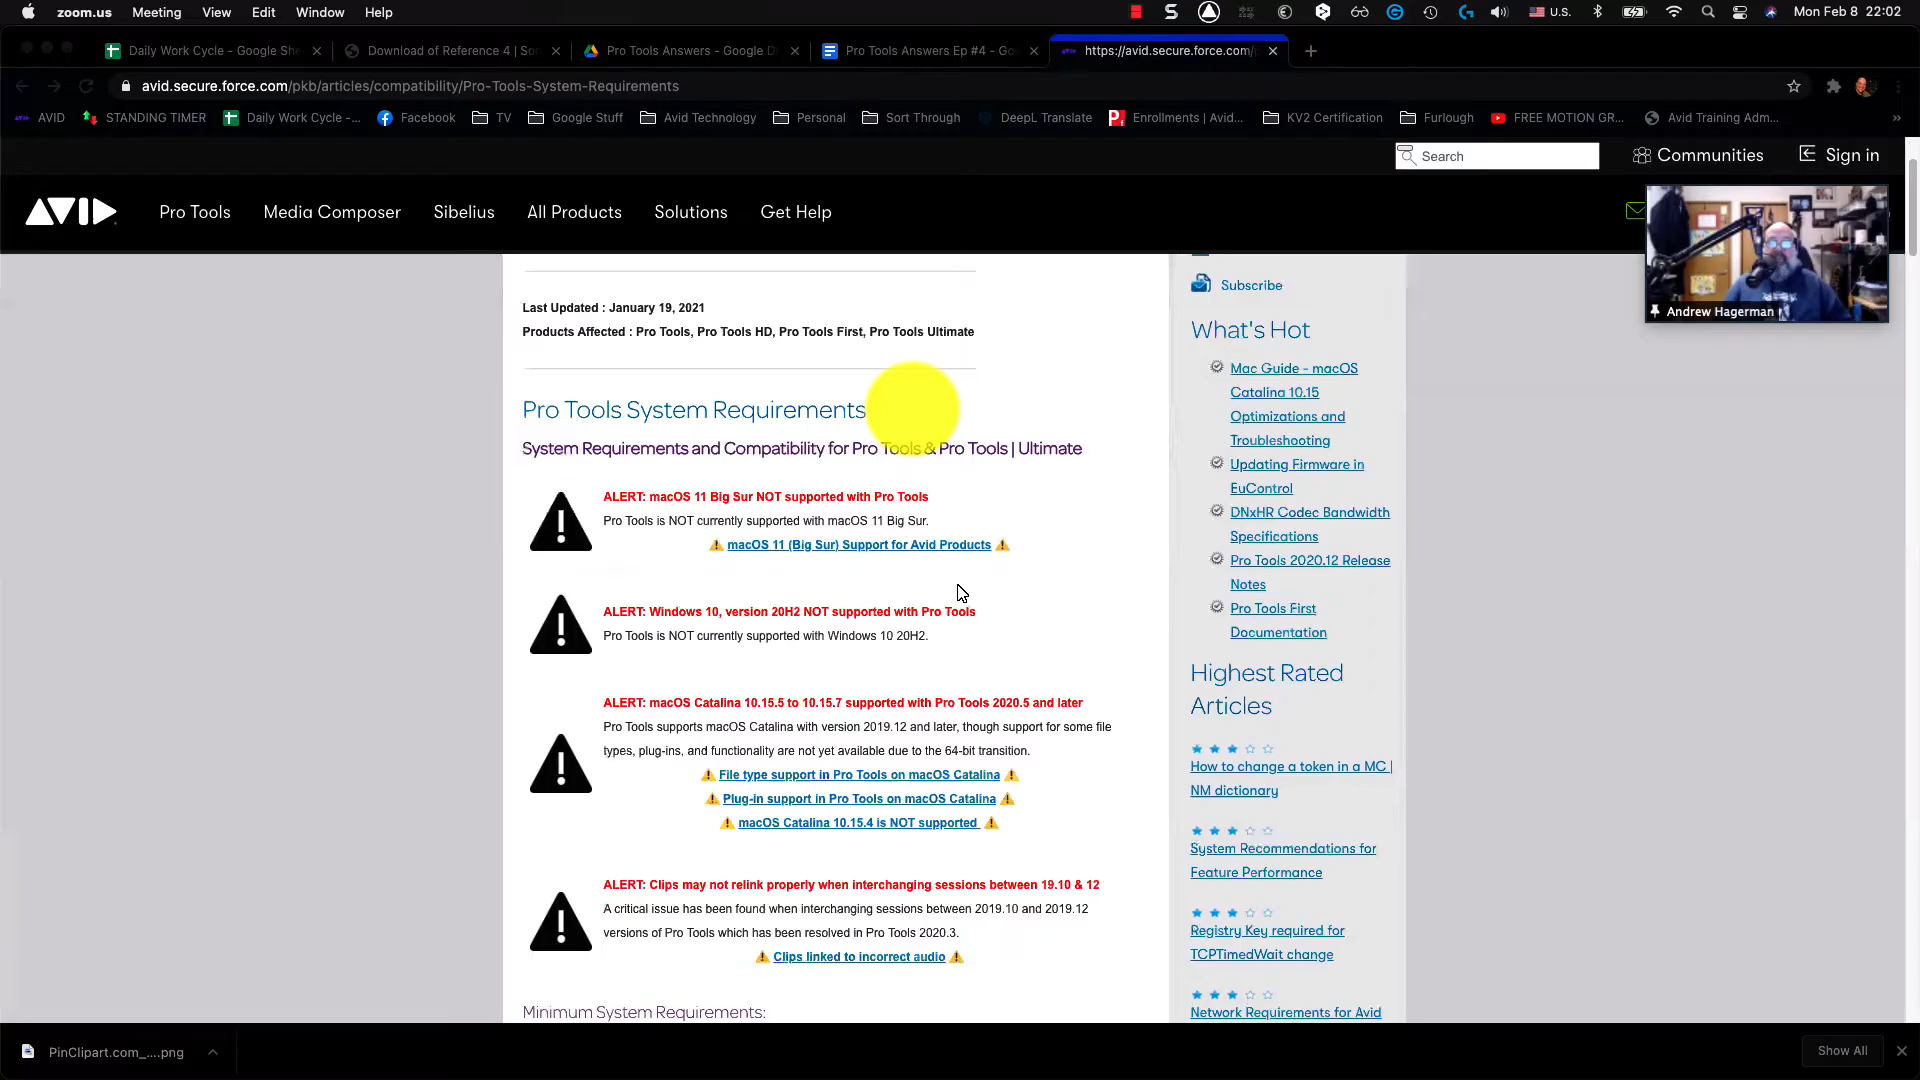 zoom.us Meeting View Edit Window Help
U.S. Mon Feb 8 22:02
Daily Work Cycle - Google She
Download of Reference 4 | Son
Pro Tools Answers - Google D
Pro Tools Answers Ep #4 - Go
https://avid.secure.force.com/
avid.secure.force.com/pkb/articles/compatibility/Pro-Tools-System-Requirements
AVID STANDING TIMER Daily Work Cycle -... Facebook TV Google Stuff Avid Technology Personal Sort Through DeepL Translate Enrollments | Avid... KV2 Certification Furlough FREE MOTION GR... Avid Training Adm... »
Search Communities Sign in
AVID Pro Tools Media Composer Sibelius All Products Solutions Get Help
Andrew Hagerman
Last Updated : January 19, 2021
Products Affected : Pro Tools, Pro Tools HD, Pro Tools First, Pro Tools Ultimate
Pro Tools System Requirements
System Requirements and Compatibility for Pro Tools & Pro Tools | Ultimate
ALERT: macOS 11 Big Sur NOT supported with Pro Tools
Pro Tools is NOT currently supported with macOS 11 Big Sur.
macOS 11 (Big Sur) Support for Avid Products
ALERT: Windows 10, version 20H2 NOT supported with Pro Tools
Pro Tools is NOT currently supported with Windows 10 20H2.
ALERT: macOS Catalina 10.15.5 to 10.15.7 supported with Pro Tools 2020.5 and later
Pro Tools supports macOS Catalina with version 2019.12 and later, though support for some file
types, plug-ins, and functionality are not yet available due to the 64-bit transition.
File type support in Pro Tools on macOS Catalina
Plug-in support in Pro Tools on macOS Catalina
macOS Catalina 10.15.4 is NOT supported
ALERT: Clips may not relink properly when interchanging sessions between 19.10 & 12
A critical issue has been found when interchanging sessions between 2019.10 and 2019.12
versions of Pro Tools which has been resolved in Pro Tools 2020.3.
Clips linked to incorrect audio
Minimum System Requirements:
Subscribe
What's Hot
Mac Guide - macOS
Catalina 10.15
Optimizations and
Troubleshooting
Updating Firmware in
EuControl
DNxHR Codec Bandwidth
Specifications
Pro Tools 2020.12 Release
Notes
Pro Tools First
Documentation
Highest Rated
Articles
How to change a token in a MC |
NM dictionary
System Recommendations for
Feature Performance
Registry Key required for
TCPTimedWait change
Network Requirements for Avid
PinClipart.com_....png
Show All